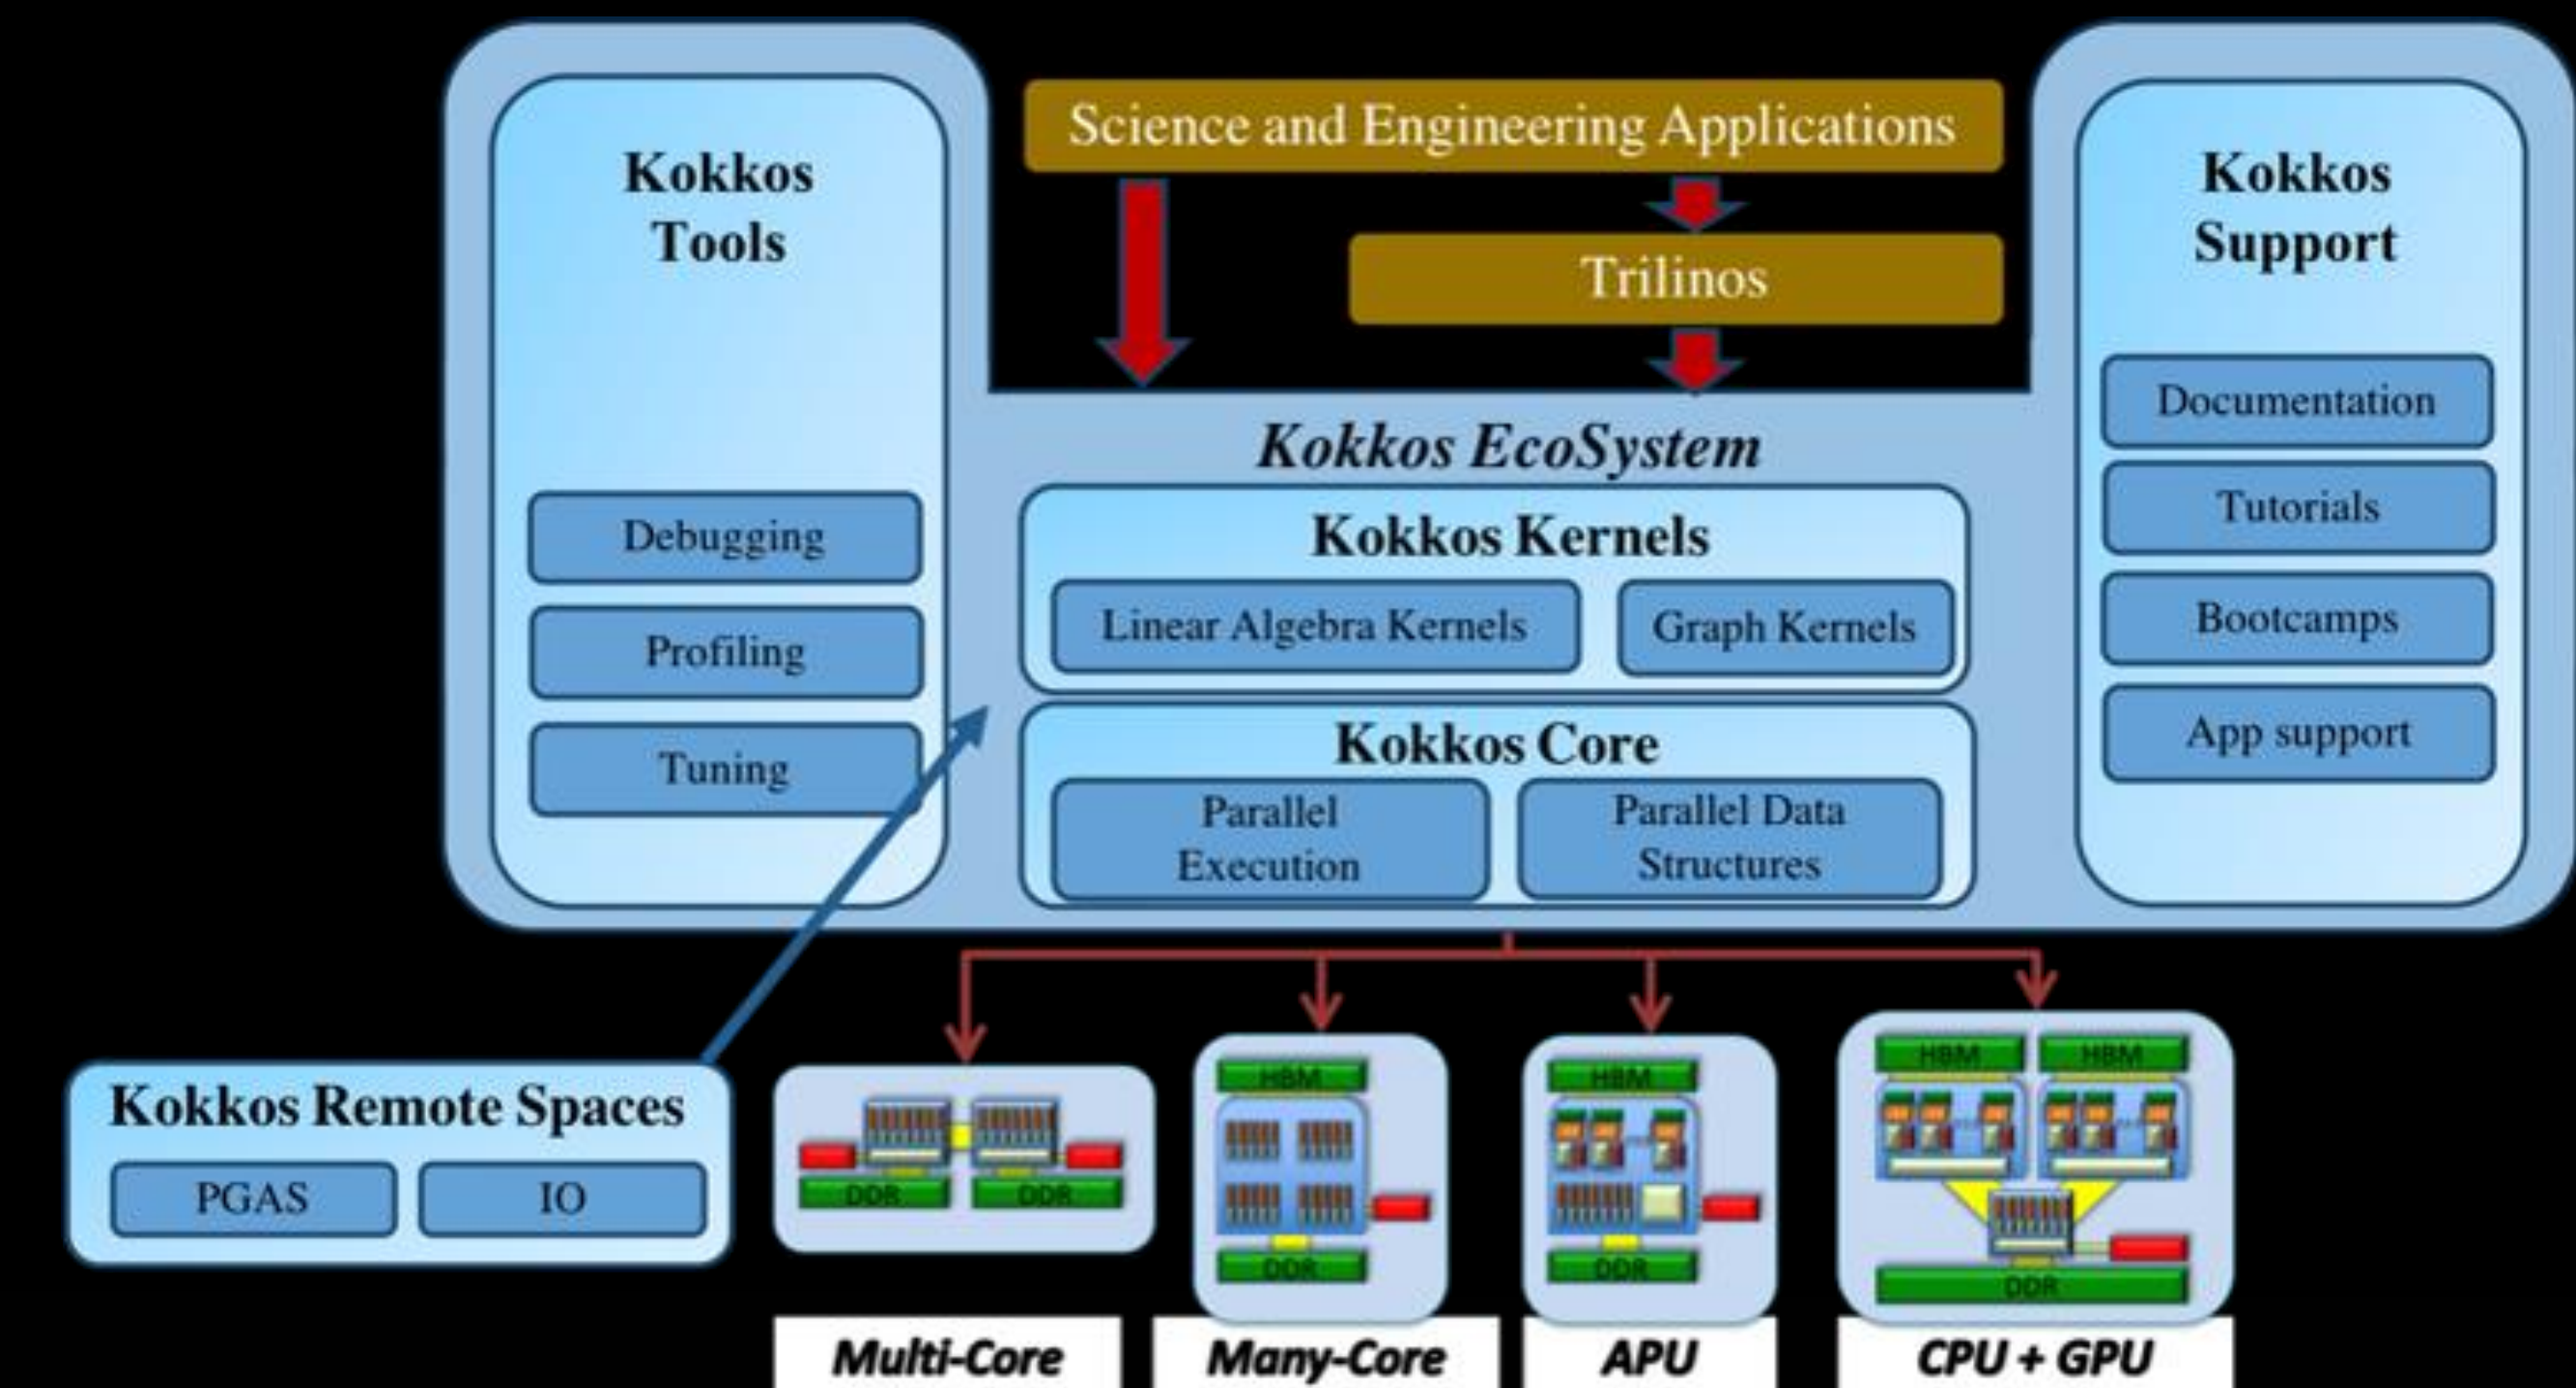 Kokkos
Tools
Debugging
Profiling
Tuning
Science and Engineering Applications
Trilinos
Kokkos EcoSystem
Kokkos Kernels
Linear Algebra Kernels
Graph Kernels
Kokkos Core
Parallel
Execution
Parallel Data
Structures
Kokkos
Support
Documentation
Tutorials
Bootcamps
App support
Kokkos Remote Spaces
PGAS
IO
DDR
DDR
Multi-Core
HBM
DDR
Many-Core
HBM
DDR
APU
HBM
HBM
DDR
CPU + GPU